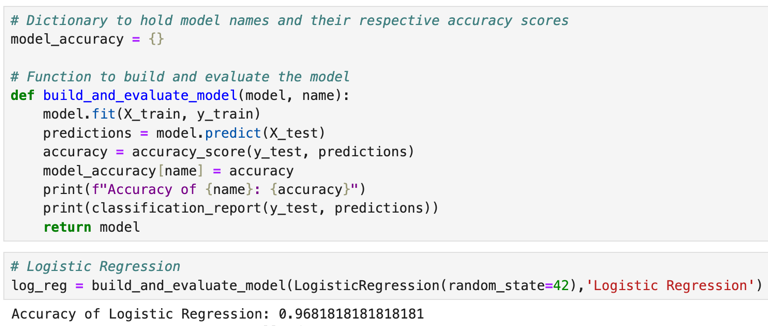 # Dictionary to hold model names and their respective accuracy scores
model_accuracy = {}
# Function to build and evaluate the model
def build_and_evaluate_model(model, name):
    model.fit(X_train, y_train)
    predictions = model.predict(X_test)
    accuracy = accuracy_score(y_test, predictions)
    model_accuracy[name] = accuracy
    print(f"Accuracy of {name}: {accuracy}")
    print(classification_report(y_test, predictions))
    return model
# Logistic Regression
log_reg = build_and_evaluate_model(LogisticRegression(random_state=42),'Logistic Regression')
Accuracy of Logistic Regression: 0.9681818181818181